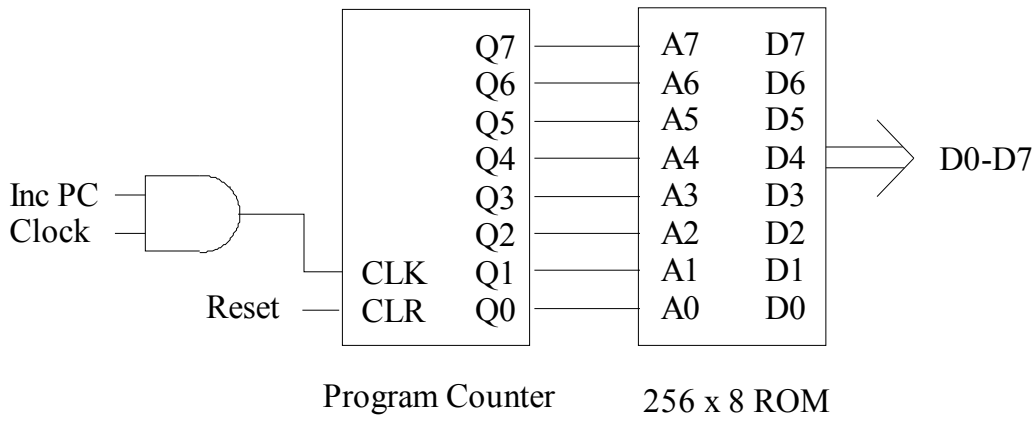 Q7 A7 D7
Q6 A6 D6
Q5 A5 D5
Q4 A4 D4 D0-D7
Inc PC Q3 A3 D3
Clock Q2 A2 D2
CLK Q1 A1 D1
Reset CLR Q0 A0 D0
Program Counter 256 x 8 ROM